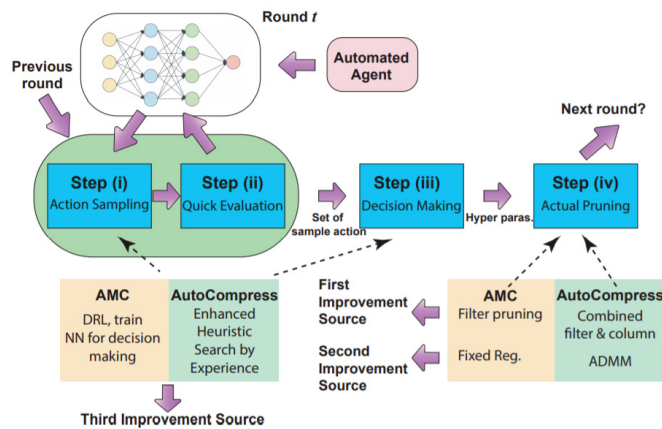 Round t
Automated
Agent
Previous
round
Next round?
Step (i)
Action Sampling
Step (ii)
Quick Evaluation
Set of
sample action
Step (iii)
Decision Making
Hyper paras.
Step (iv)
Actual Pruning
AMC
DRL, train
NN for decision
making
AutoCompress
Enhanced
Heuristic
Search by
Experience
Third Improvement Source
First
Improvement
Source
Second
Improvement
Source
AMC
Filter pruning
Fixed Reg.
AutoCompress
Combined
filter & column
ADMM